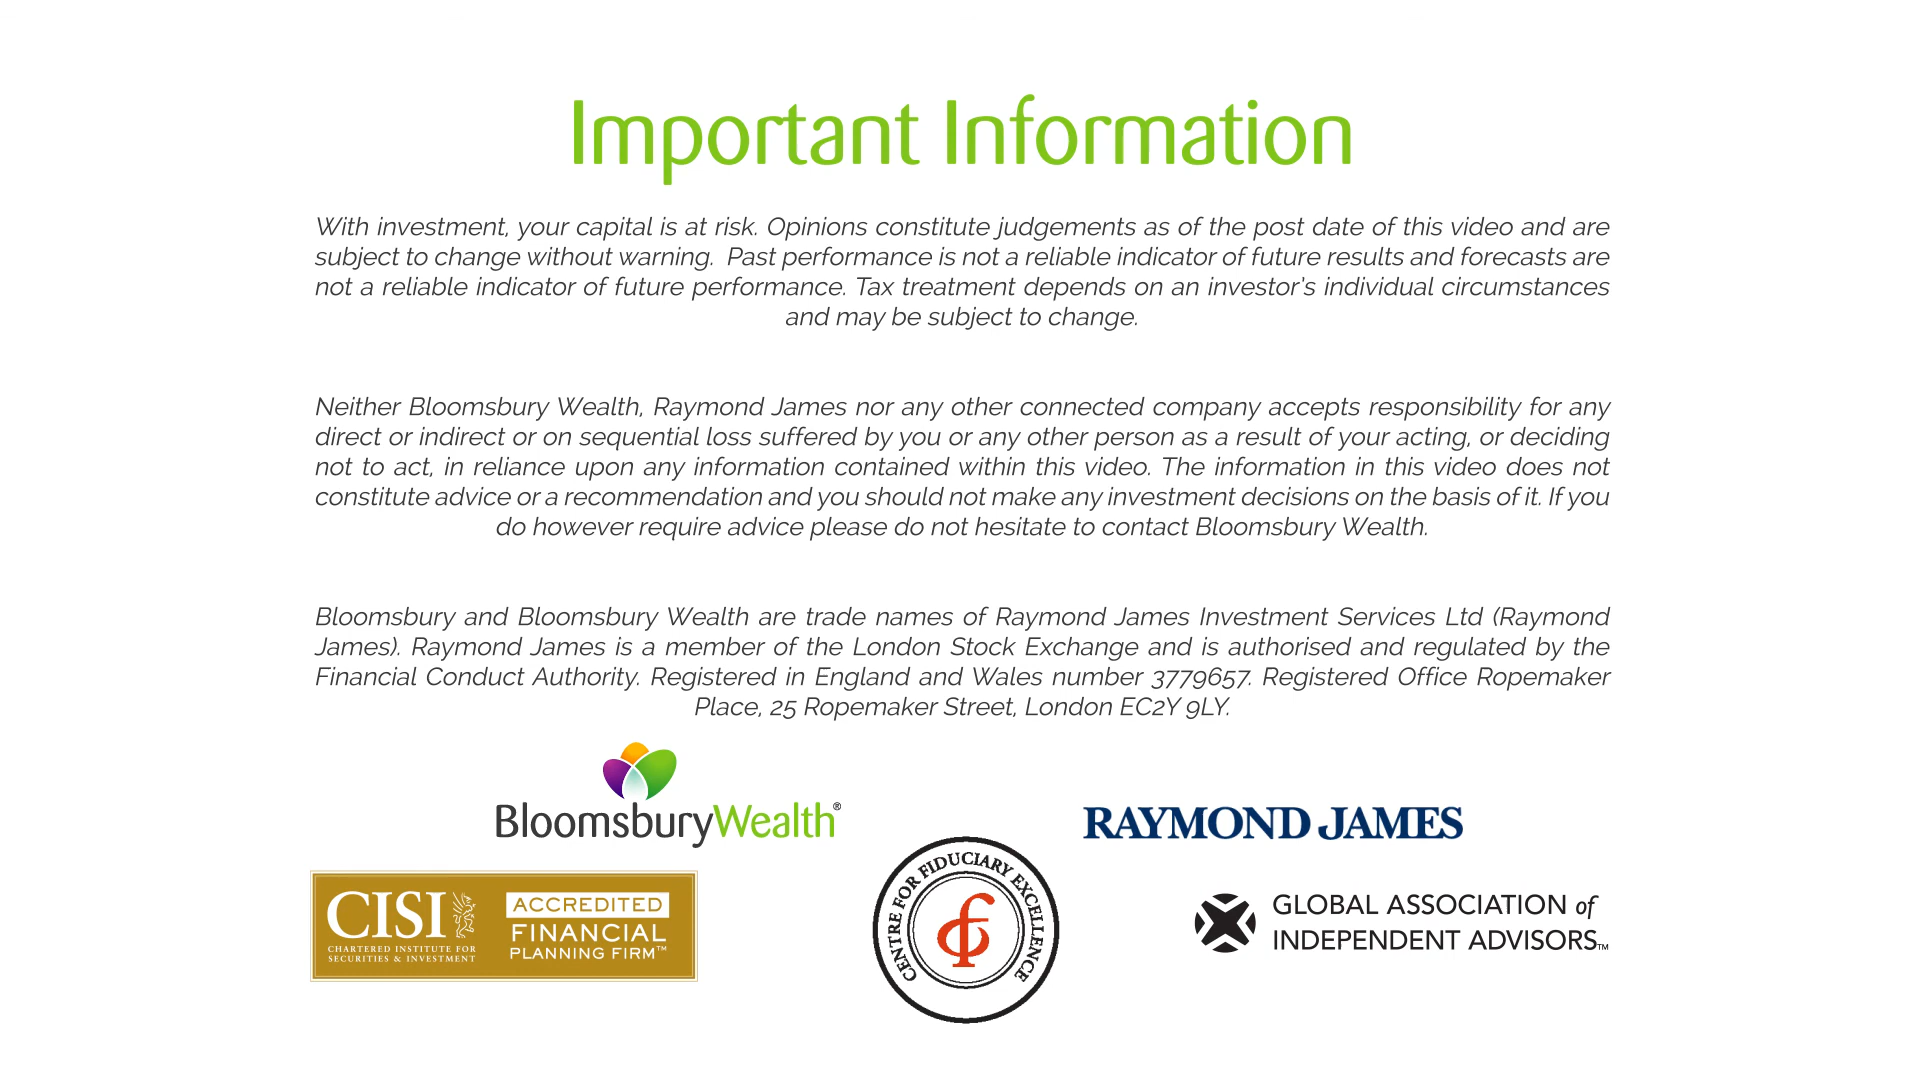 Important Information
With investment, your capital is at risk. Opinions constitute judgements as of the post date of this video and are
subject to change without warning.  Past performance is not a reliable indicator of future results and forecasts are
not a reliable indicator of future performance. Tax treatment depends on an investor's individual circumstances
and may be subject to change.
Neither Bloomsbury Wealth, Raymond James nor any other connected company accepts responsibility for any
direct or indirect or on sequential loss suffered by you or any other person as a result of your acting, or deciding
not to act, in reliance upon any information contained within this video. The information in this video does not
constitute advice or a recommendation and you should not make any investment decisions on the basis of it. If you
do however require advice please do not hesitate to contact Bloomsbury Wealth.
Bloomsbury and Bloomsbury Wealth are trade names of Raymond James Investment Services Ltd (Raymond
James). Raymond James is a member of the London Stock Exchange and is authorised and regulated by the
Financial Conduct Authority. Registered in England and Wales number 3779657. Registered Office Ropemaker
Place, 25 Ropemaker Street, London EC2Y 9LY.
BloomsburyWealth®
RAYMOND JAMES
CISI
CHARTERED INSTITUTE FOR
SECURITIES & INVESTMENT
ACCREDITED
FINANCIAL
PLANNING FIRM™
CENTRE FOR FIDUCIARY EXCELLENCE
GLOBAL ASSOCIATION of
INDEPENDENT ADVISORS™